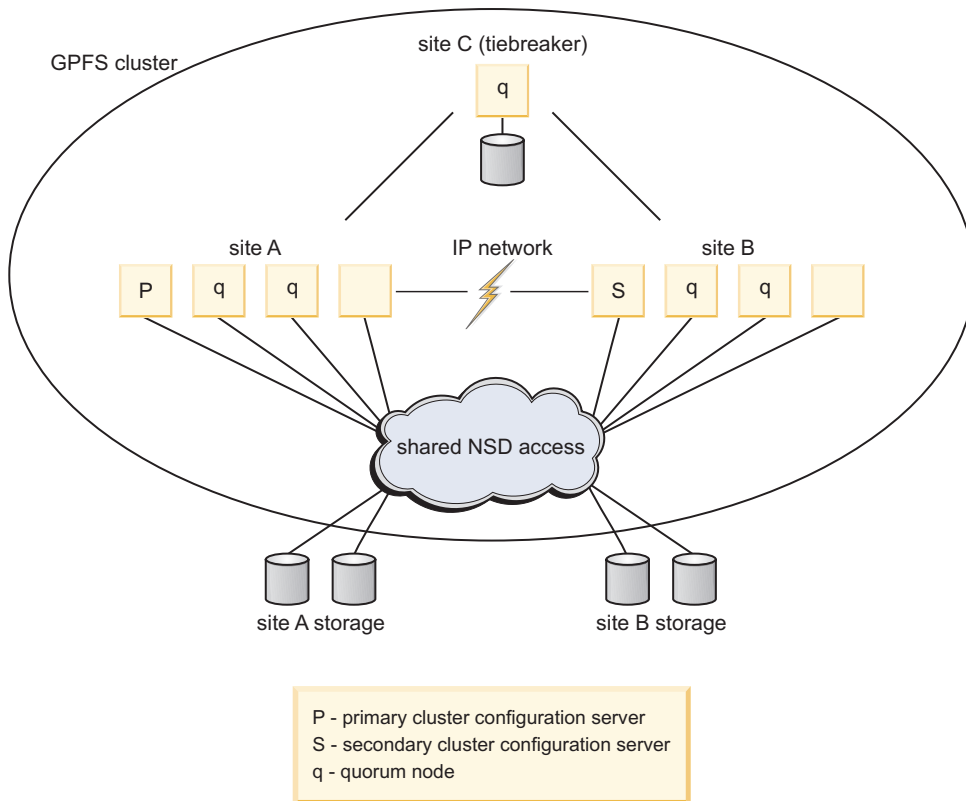 site C (tiebreaker)
GPFS cluster
q
site A
IP network
site B
P
q
q
S
q
q
shared NSD access
site A storage
site B storage
P - primary cluster configuration server
S - secondary cluster configuration server
q - quorum node